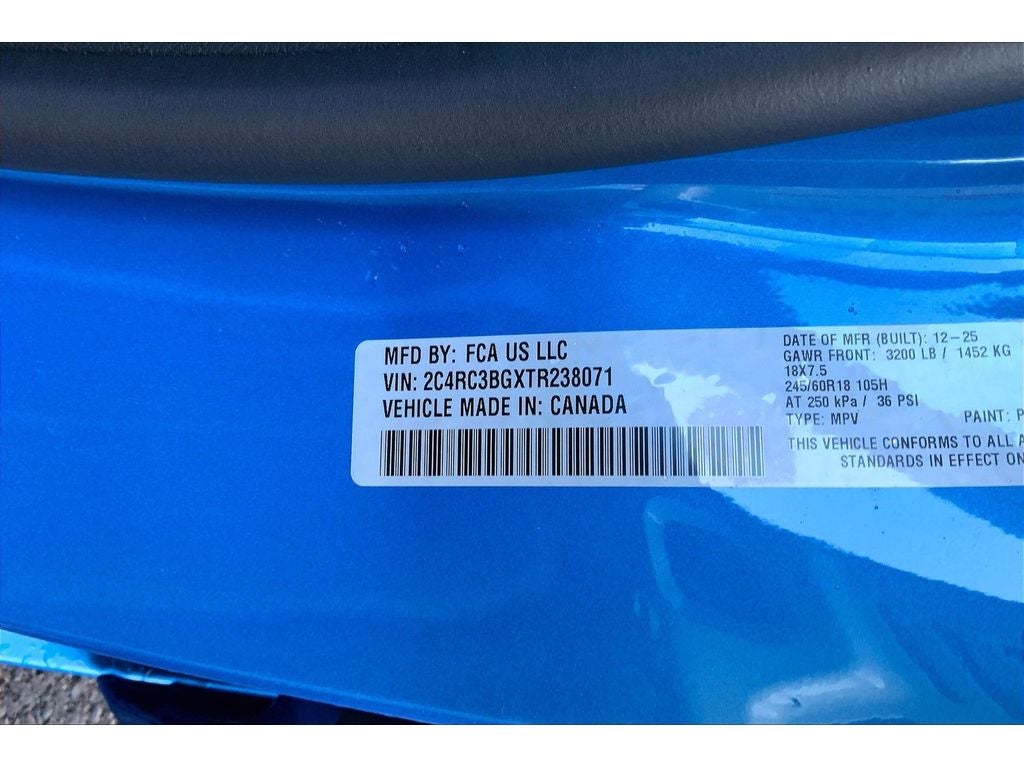 MFD BY: FCA US LLC
VIN: 2C4RC3BGXTR238071
VEHICLE MADE IN: CANADA
DATE OF MFR (BUILT): 12-25
GAWR FRONT: 3200 LB / 1452 KG
18X7.5
245/60R18 105H
AT 250 kPa / 36 PSI
TYPE: MPV PAINT: P
THIS VEHICLE CONFORMS TO ALL A
STANDARDS IN EFFECT ON